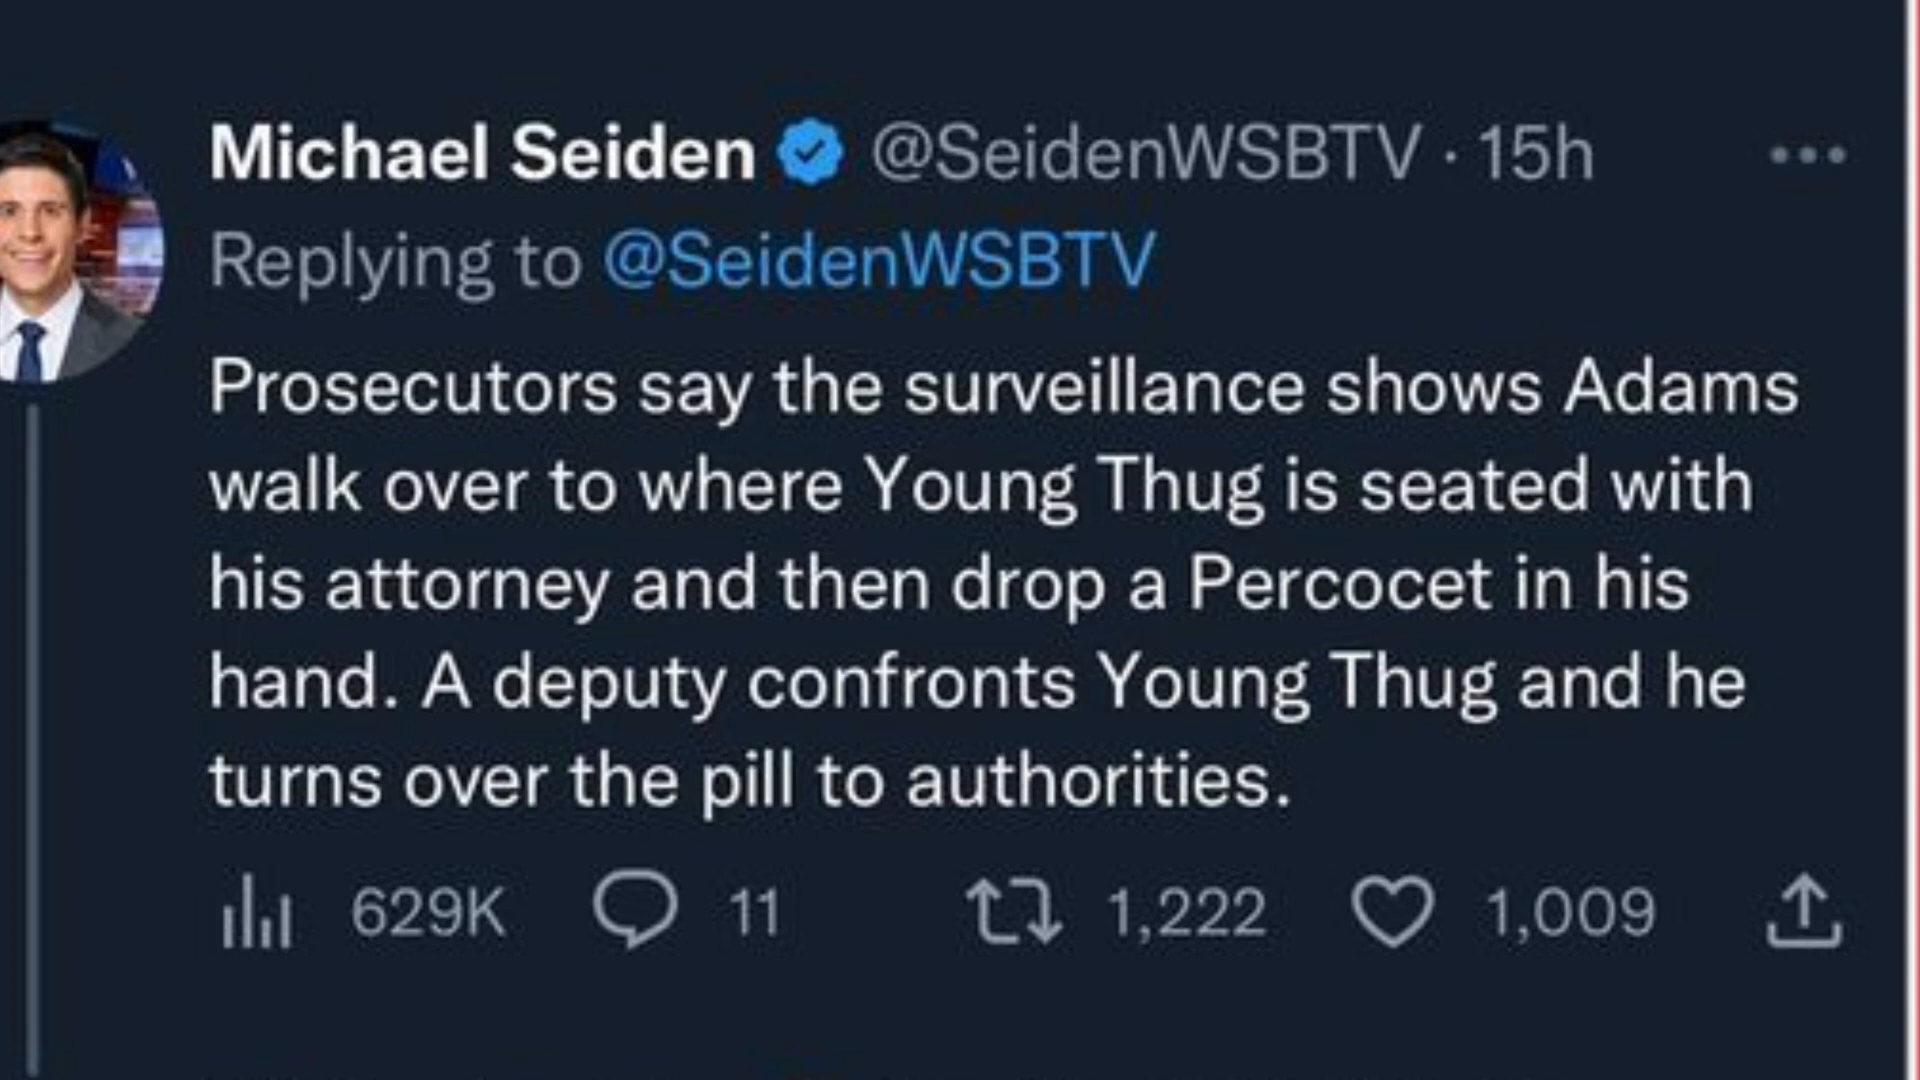 Michael Seiden @SeidenWSBTV · 15h
Replying to @SeidenWSBTV
Prosecutors say the surveillance shows Adams
walk over to where Young Thug is seated with
his attorney and then drop a Percocet in his
hand. A deputy confronts Young Thug and he
turns over the pill to authorities.
629K 11 1,222 1,009